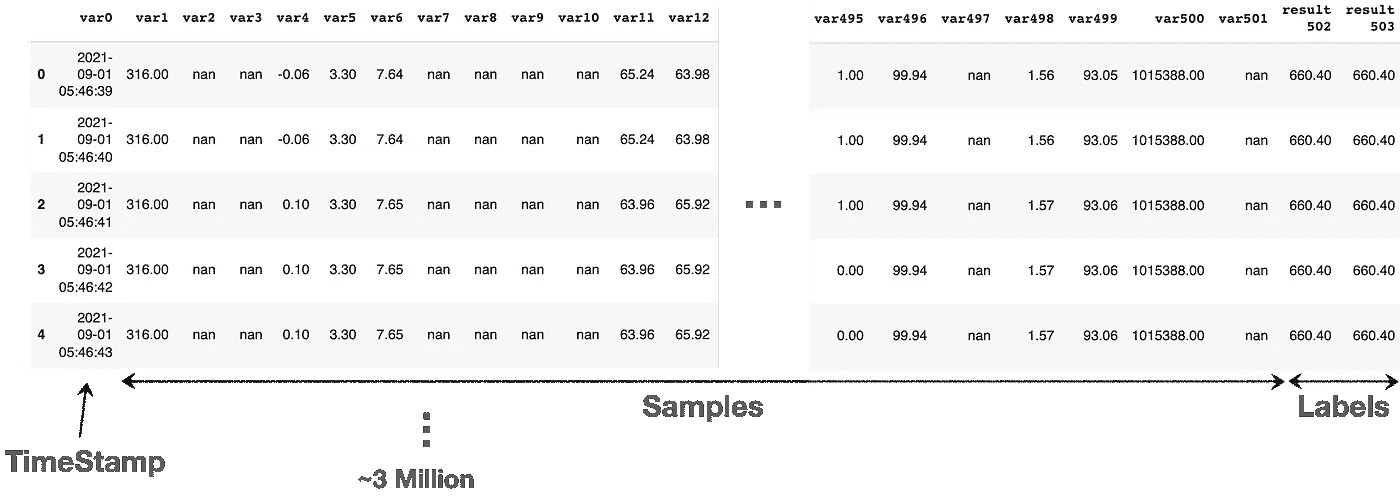 var0 var1 var2 var3 var4 var5 var6 var7 var8 var9 var10 var11 var12 var495 var496 var497 var498 var499 var500 var501 result 502 result 503
0 2021-09-01 05:46:39 316.00 nan nan -0.06 3.30 7.64 nan nan nan nan 65.24 63.98 1.00 99.94 nan 1.56 93.05 1015388.00 nan 660.40 660.40
1 2021-09-01 05:46:40 316.00 nan nan -0.06 3.30 7.64 nan nan nan nan 65.24 63.98 1.00 99.94 nan 1.56 93.05 1015388.00 nan 660.40 660.40
2 2021-09-01 05:46:41 316.00 nan nan 0.10 3.30 7.65 nan nan nan nan 63.96 65.92 ... 1.00 99.94 nan 1.57 93.06 1015388.00 nan 660.40 660.40
3 2021-09-01 05:46:42 316.00 nan nan 0.10 3.30 7.65 nan nan nan nan 63.96 65.92 0.00 99.94 nan 1.57 93.06 1015388.00 nan 660.40 660.40
4 2021-09-01 05:46:43 316.00 nan nan 0.10 3.30 7.65 nan nan nan nan 63.96 65.92 0.00 99.94 nan 1.57 93.06 1015388.00 nan 660.40 660.40
Samples Labels
TimeStamp
~3 Million